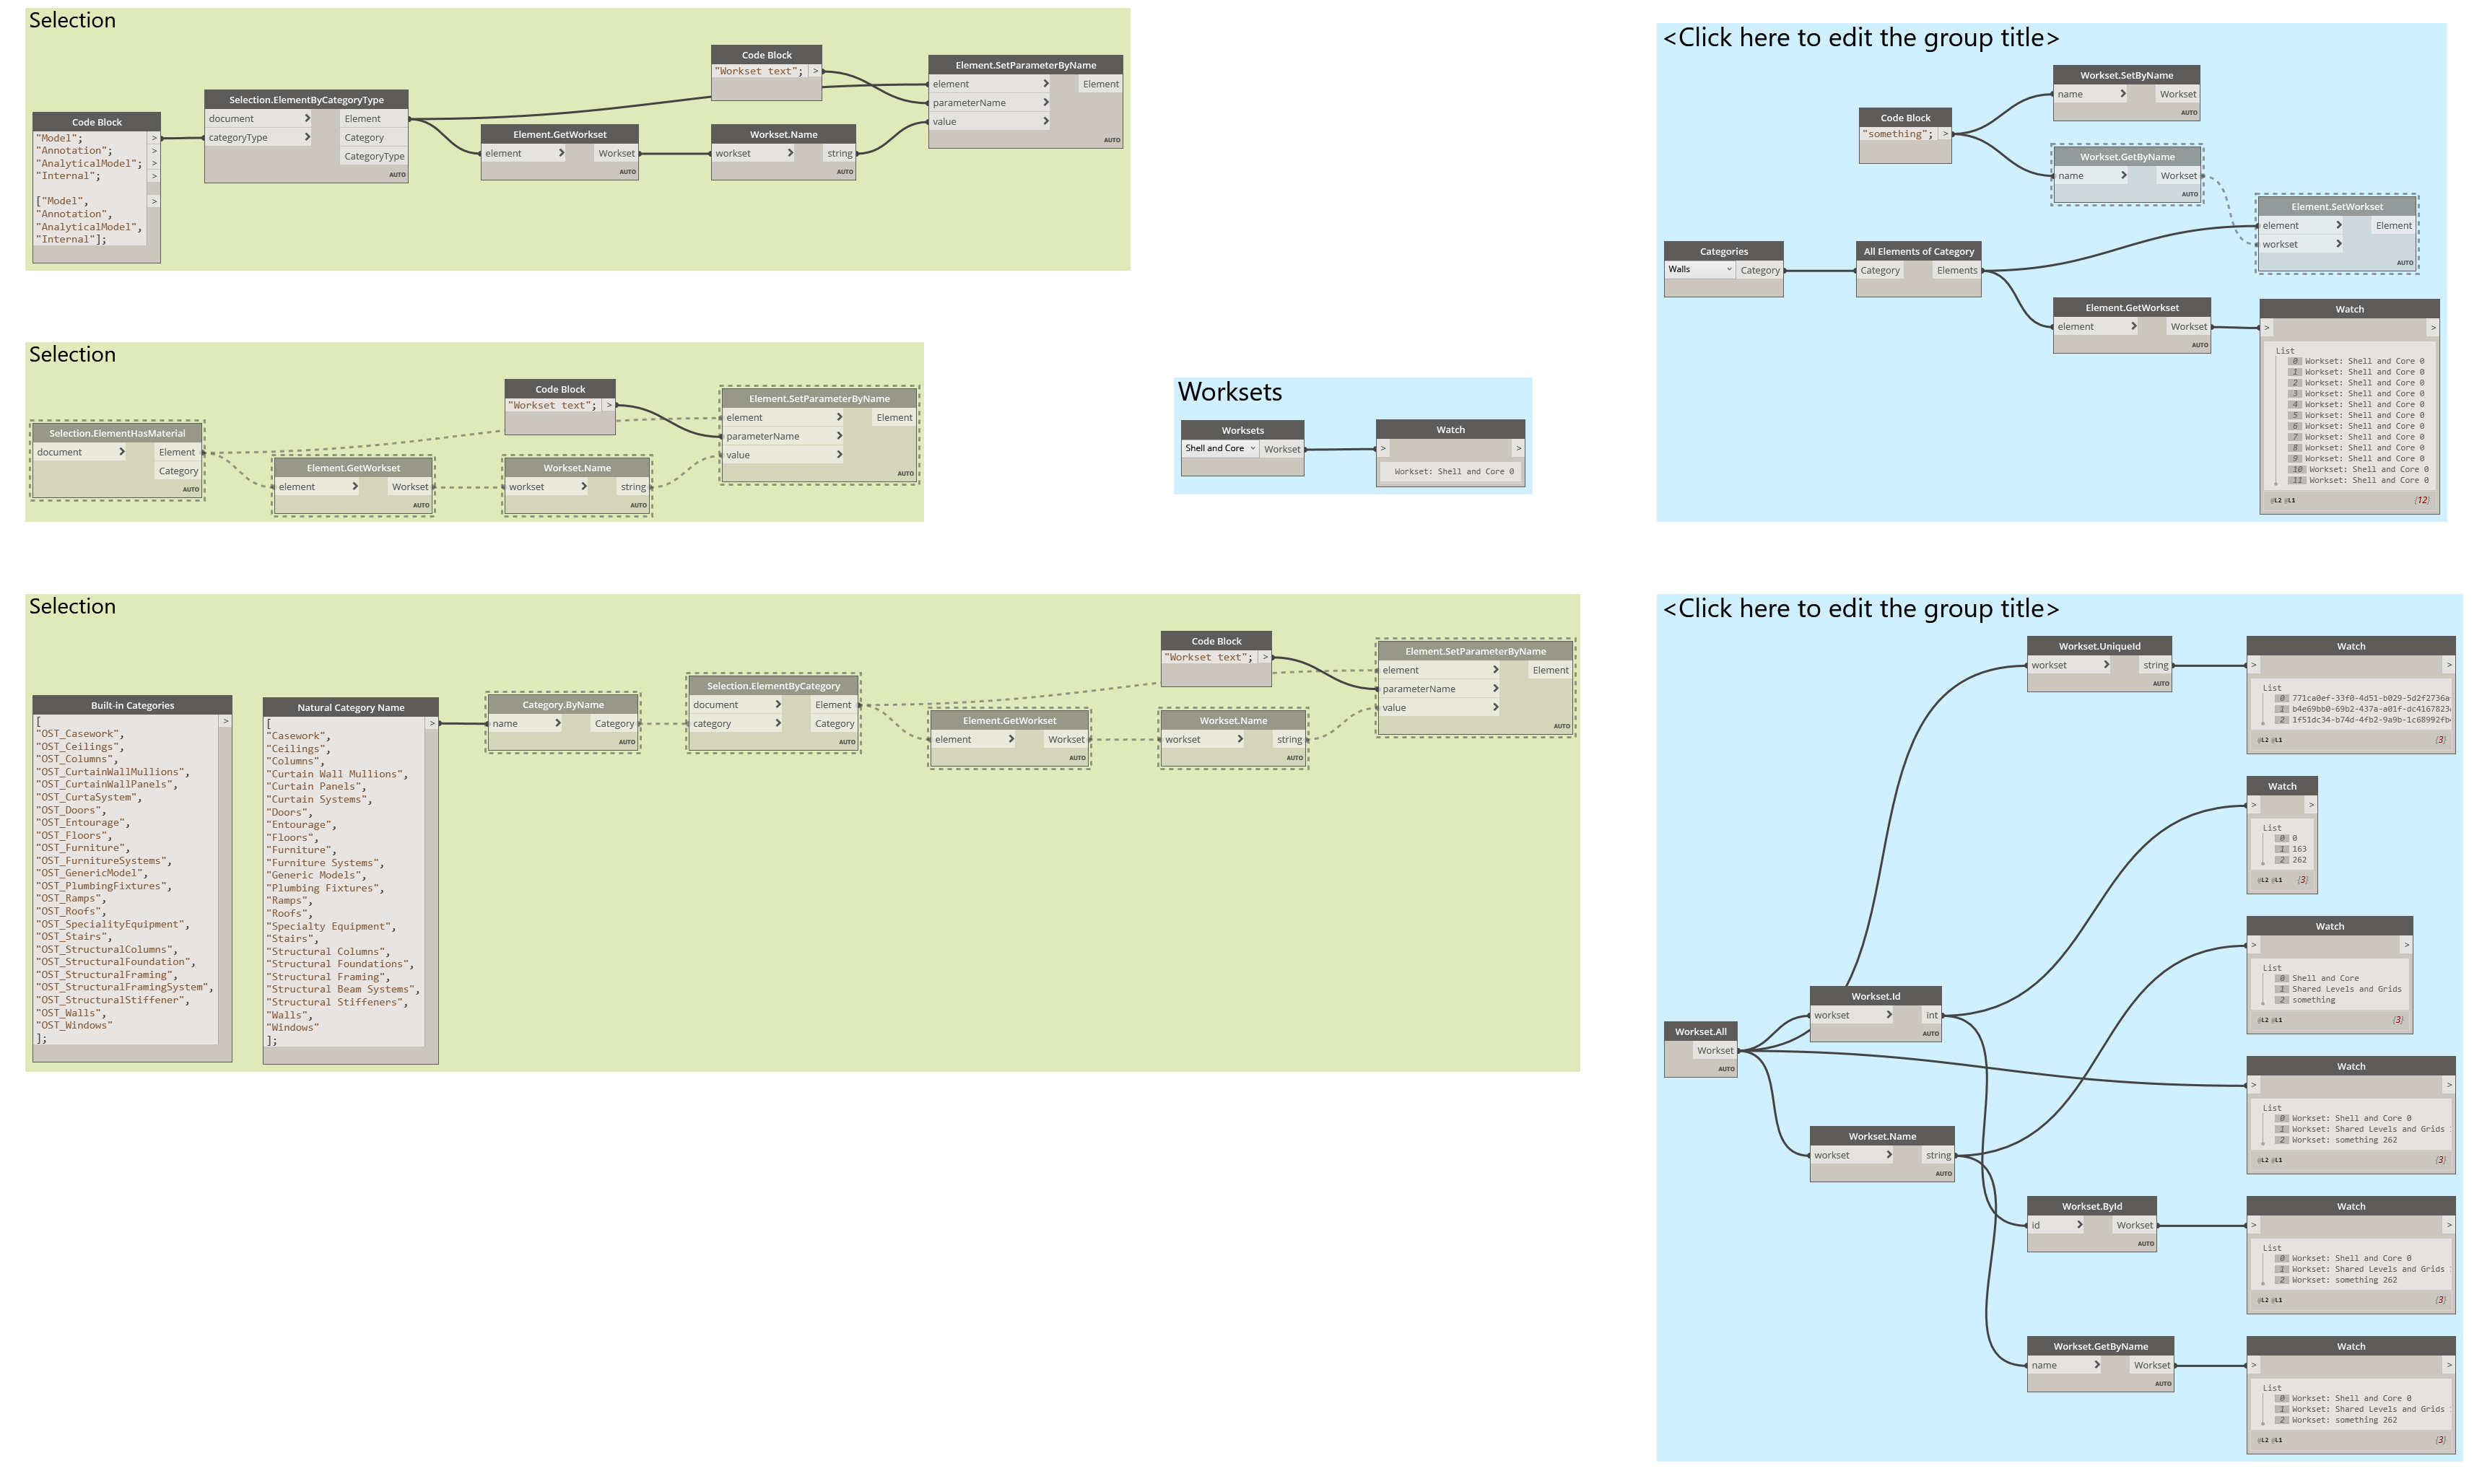 Selection
Code Block
"Model"; >
"Annotation"; >
"AnalyticalModel"; >
"Internal"; >
["Model", >
"Annotation",
"AnalyticalModel",
"Internal"];
Selection.ElementByCategoryType
document > Element
categoryType > Category
CategoryType
AUTO
Element.GetWorkset
element > Workset
AUTO
Code Block
"Workset text"; >
Workset.Name
workset > string
AUTO
Element.SetParameterByName
element > Element
parameterName >
value >
AUTO
Selection
Selection.ElementHasMaterial
document > Element
Category
AUTO
Element.GetWorkset
element > Workset
AUTO
Code Block
"Workset text"; >
Workset.Name
workset > string
AUTO
Element.SetParameterByName
element > Element
parameterName >
value >
AUTO
Worksets
Worksets
Shell and Core Workset
Watch
> >
Workset: Shell and Core 0
<Click here to edit the group title>
Workset.SetByName
name > Workset
AUTO
Code Block
"something"; >
Workset.GetByName
name > Workset
AUTO
Element.SetWorkset
element > Element
workset >
AUTO
Categories
Walls Category
All Elements of Category
Category Elements
Element.GetWorkset
element > Workset
AUTO
Watch
> >
List
0 Workset: Shell and Core 0
1 Workset: Shell and Core 0
2 Workset: Shell and Core 0
3 Workset: Shell and Core 0
4 Workset: Shell and Core 0
5 Workset: Shell and Core 0
6 Workset: Shell and Core 0
7 Workset: Shell and Core 0
8 Workset: Shell and Core 0
9 Workset: Shell and Core 0
10 Workset: Shell and Core 0
11 Workset: Shell and Core 0
@L2 @L1 {12}
Selection
Built-in Categories
[ >
"OST_Casework",
"OST_Ceilings",
"OST_Columns",
"OST_CurtainWallMullions",
"OST_CurtainWallPanels",
"OST_CurtaSystem",
"OST_Doors",
"OST_Entourage",
"OST_Floors",
"OST_Furniture",
"OST_FurnitureSystems",
"OST_GenericModel",
"OST_PlumbingFixtures",
"OST_Ramps",
"OST_Roofs",
"OST_SpecialityEquipment",
"OST_Stairs",
"OST_StructuralColumns",
"OST_StructuralFoundation",
"OST_StructuralFraming",
"OST_StructuralFramingSystem",
"OST_StructuralStiffener",
"OST_Walls",
"OST_Windows"
];
Natural Category Name
[ >
"Casework",
"Ceilings",
"Columns",
"Curtain Wall Mullions",
"Curtain Panels",
"Curtain Systems",
"Doors",
"Entourage",
"Floors",
"Furniture",
"Furniture Systems",
"Generic Models",
"Plumbing Fixtures",
"Ramps",
"Roofs",
"Specialty Equipment",
"Stairs",
"Structural Columns",
"Structural Foundations",
"Structural Framing",
"Structural Beam Systems",
"Structural Stiffeners",
"Walls",
"Windows"
];
Category.ByName
name > Category
AUTO
Selection.ElementByCategory
document > Element
category > Category
AUTO
Element.GetWorkset
element > Workset
AUTO
Code Block
"Workset text"; >
Workset.Name
workset > string
AUTO
Element.SetParameterByName
element > Element
parameterName >
value >
AUTO
<Click here to edit the group title>
Workset.UniqueId
workset > string
AUTO
Watch
> >
List
0 771ca0ef-33f0-4d51-b029-5d2f2736a
1 b4e69bb0-69b2-437a-a01f-dc4167823
2 1f51dc34-b74d-4fb2-9a9b-1c68992fb
@L2 @L1 {3}
Watch
> >
List
0 0
1 163
2 262
@L2 @L1 {3}
Watch
> >
List
0 Shell and Core
1 Shared Levels and Grids
2 something
@L2 @L1 {3}
Workset.All
Workset
AUTO
Workset.Id
workset > int
AUTO
Watch
> >
List
0 Workset: Shell and Core 0
1 Workset: Shared Levels and Grids
2 Workset: something 262
@L2 @L1 {3}
Workset.Name
workset > string
AUTO
Workset.ById
id > Workset
AUTO
Watch
> >
List
0 Workset: Shell and Core 0
1 Workset: Shared Levels and Grids
2 Workset: something 262
@L2 @L1 {3}
Workset.GetByName
name > Workset
AUTO
Watch
> >
List
0 Workset: Shell and Core 0
1 Workset: Shared Levels and Grids
2 Workset: something 262
@L2 @L1 {3}